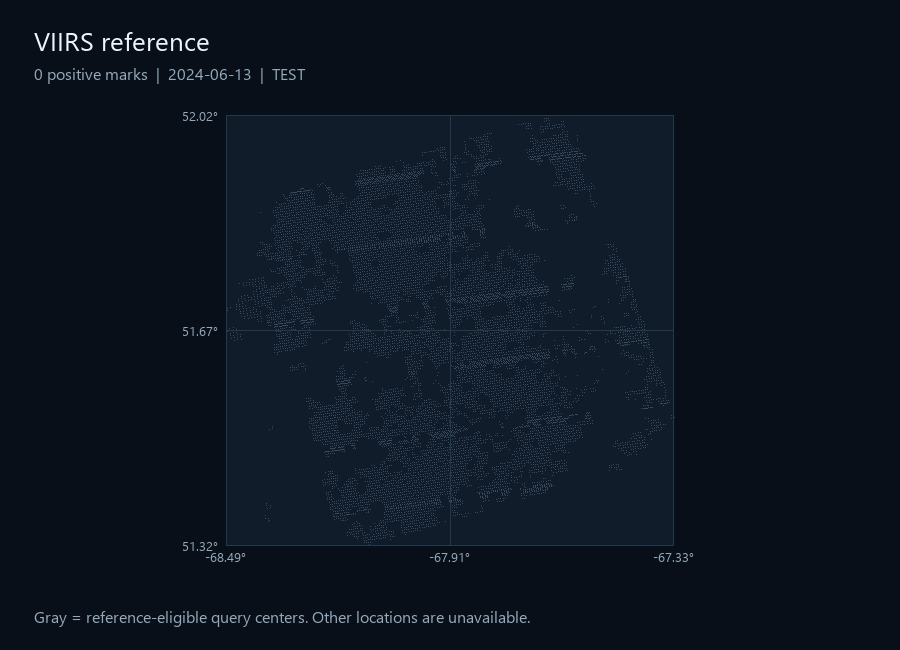 VIIRS reference
0 positive marks | 2024-06-13 | TEST
52.02°
51.67°
51.32°
-68.49°
-67.91°
-67.33°
Gray = reference-eligible query centers. Other locations are unavailable.